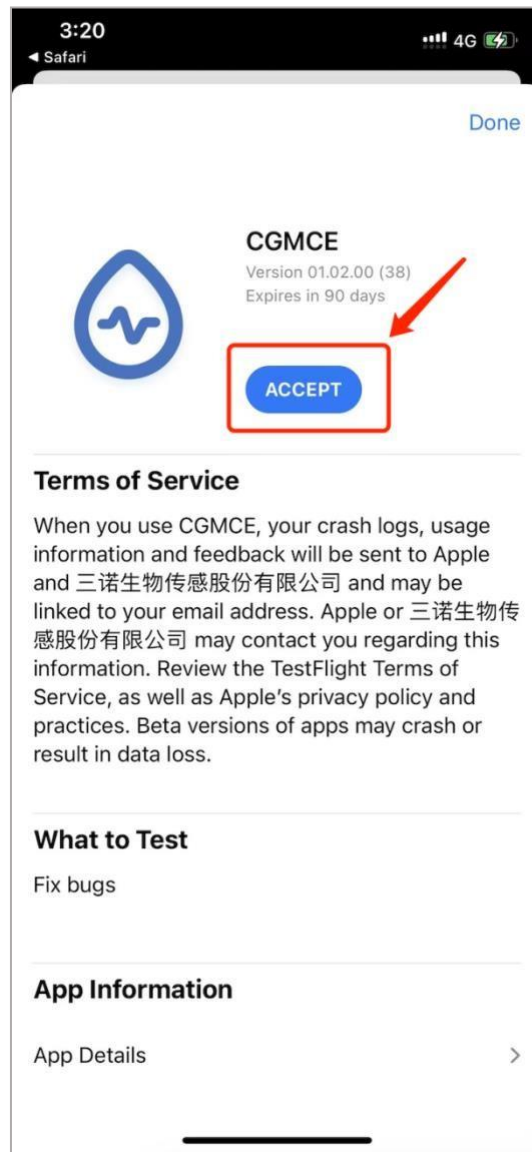 3:20
4G
◀ Safari
Done
CGMCE
Version 01.02.00 (38)
Expires in 90 days
ACCEPT
Terms of Service
When you use CGMCE, your crash logs, usage
information and feedback will be sent to Apple
and 三诺生物传感股份有限公司 and may be
linked to your email address. Apple or 三诺生物传
感股份有限公司 may contact you regarding this
information. Review the TestFlight Terms of
Service, as well as Apple’s privacy policy and
practices. Beta versions of apps may crash or
result in data loss.
What to Test
Fix bugs
App Information
App Details